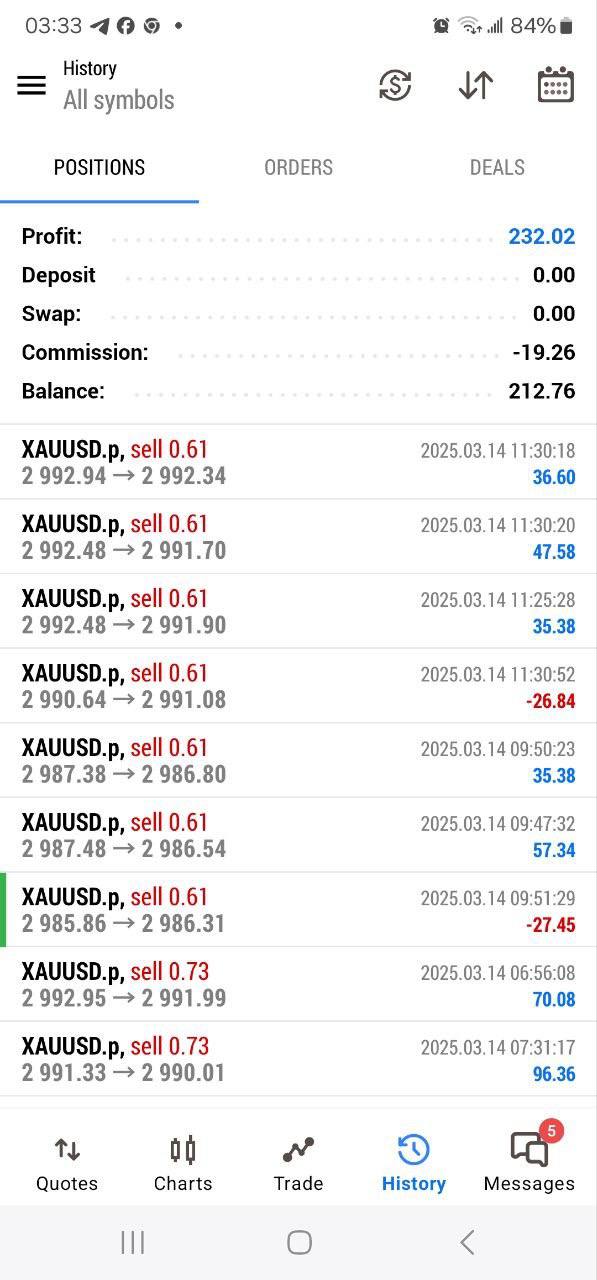 03:33
84%
History
All symbols
POSITIONS ORDERS DEALS
Profit: 232.02
Deposit 0.00
Swap: 0.00
Commission: -19.26
Balance: 212.76
XAUUSD.p, sell 0.61 2025.03.14 11:30:18
2 992.94 → 2 992.34 36.60
XAUUSD.p, sell 0.61 2025.03.14 11:30:20
2 992.48 → 2 991.70 47.58
XAUUSD.p, sell 0.61 2025.03.14 11:25:28
2 992.48 → 2 991.90 35.38
XAUUSD.p, sell 0.61 2025.03.14 11:30:52
2 990.64 → 2 991.08 -26.84
XAUUSD.p, sell 0.61 2025.03.14 09:50:23
2 987.38 → 2 986.80 35.38
XAUUSD.p, sell 0.61 2025.03.14 09:47:32
2 987.48 → 2 986.54 57.34
XAUUSD.p, sell 0.61 2025.03.14 09:51:29
2 985.86 → 2 986.31 -27.45
XAUUSD.p, sell 0.73 2025.03.14 06:56:08
2 992.95 → 2 991.99 70.08
XAUUSD.p, sell 0.73 2025.03.14 07:31:17
2 991.33 → 2 990.01 96.36
5
Quotes Charts Trade History Messages